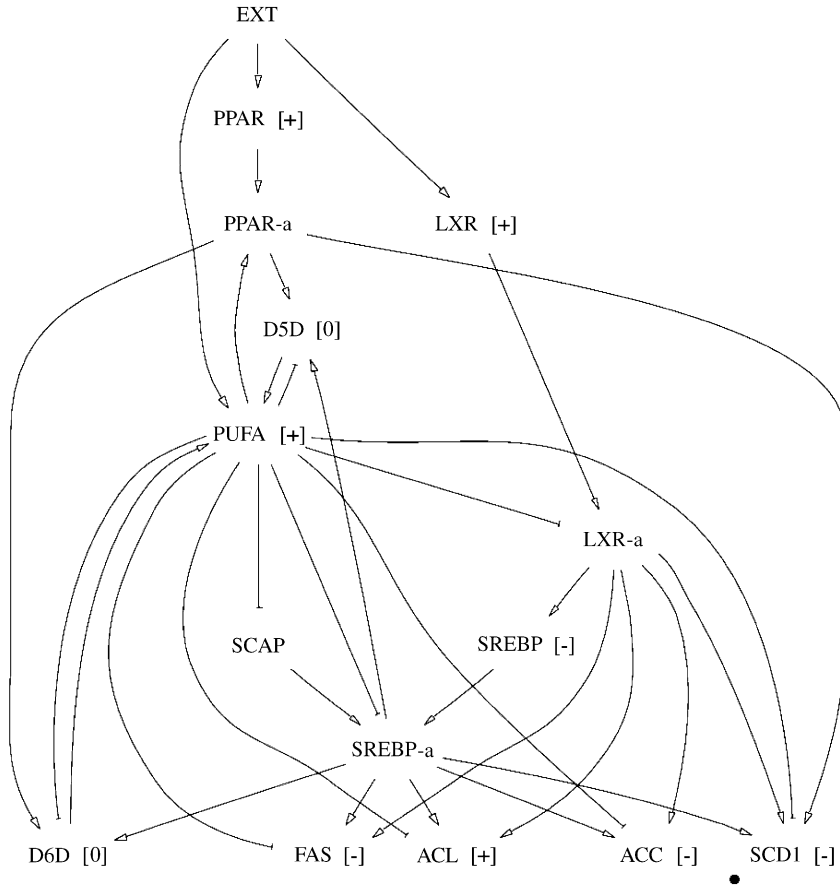 EXT
PPAR [+]
PPAR-a LXR [+]
D5D [0]
PUFA [+]
LXR-a
SCAP SREBP [-]
SREBP-a
D6D [0] FAS [-] ACL [+] ACC [-] SCD1 [-]